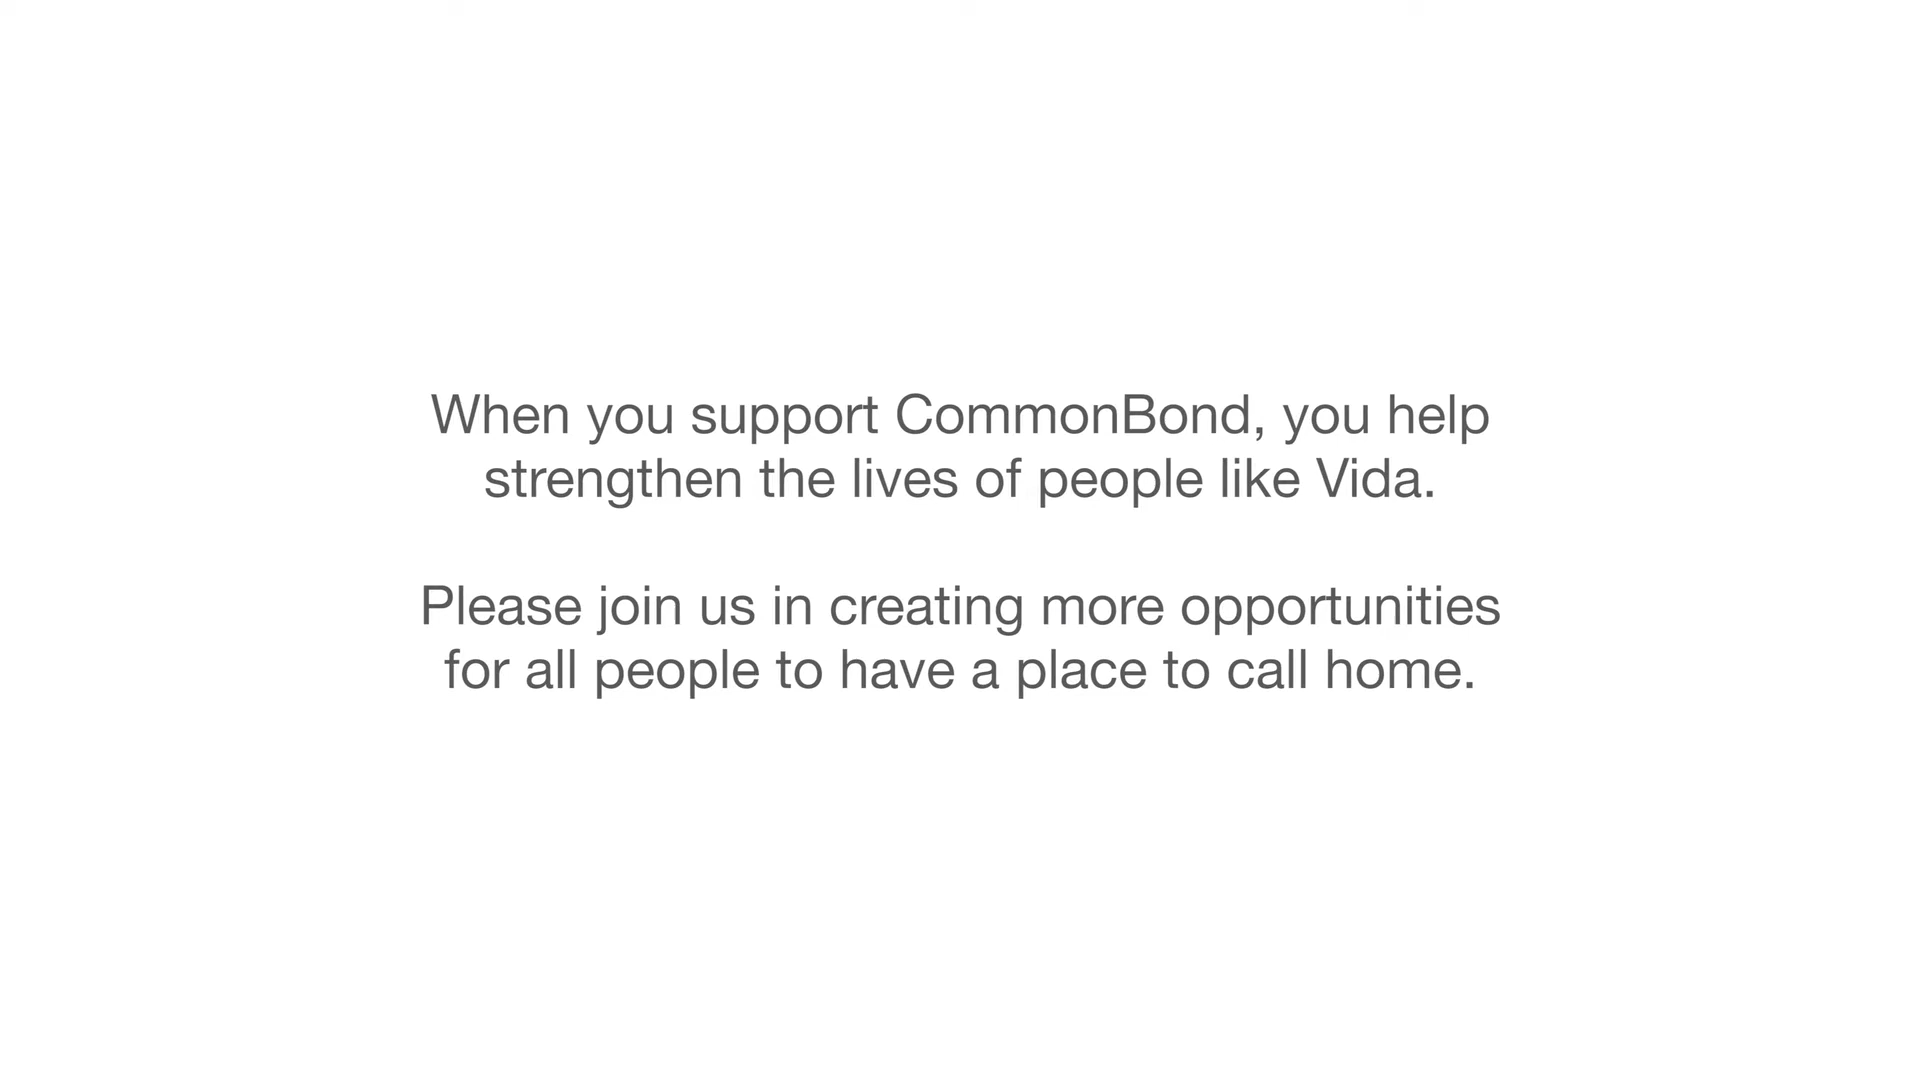 When you support CommonBond, you help
strengthen the lives of people like Vida.
Please join us in creating more opportunities
for all people to have a place to call home.